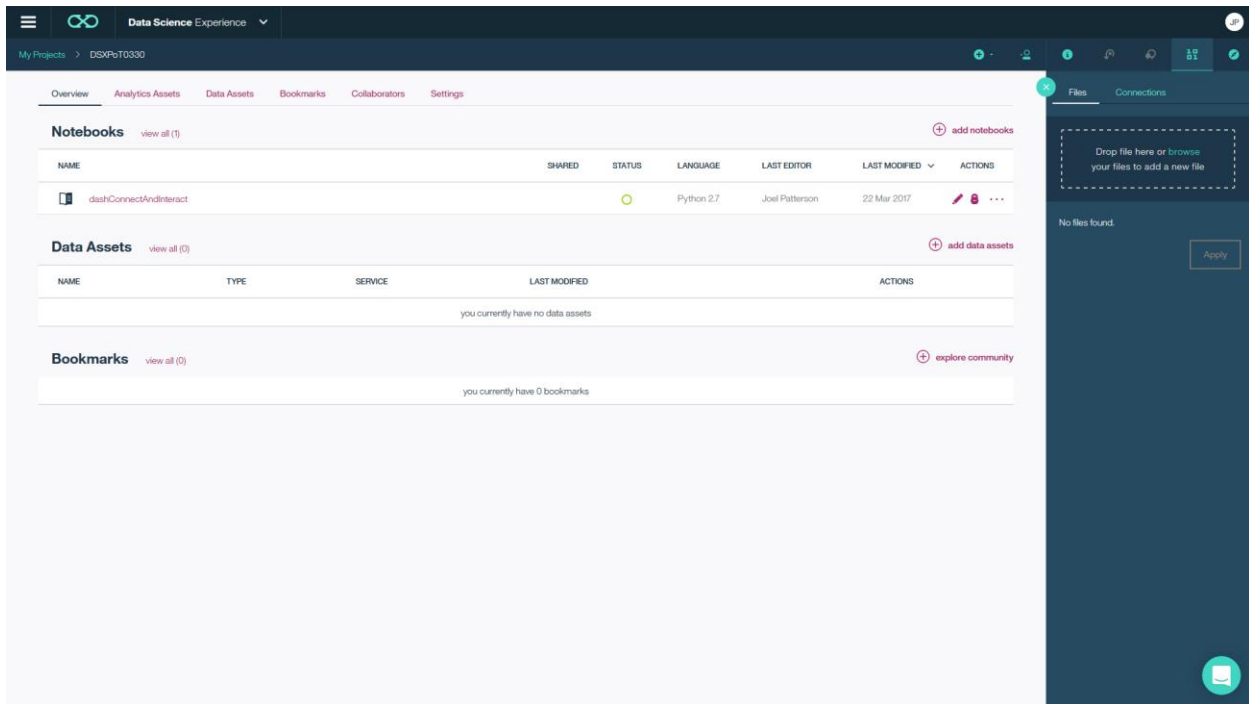 Data Science Experience
JP
My Projects > DSXPoT0330
Overview Analytics Assets Data Assets Bookmarks Collaborators Settings
Notebooks view all (1) add notebooks
NAME SHARED STATUS LANGUAGE LAST EDITOR LAST MODIFIED ACTIONS
dashConnectAndInteract Python 2.7 Joel Patterson 22 Mar 2017
Data Assets view all (0) add data assets
NAME TYPE SERVICE LAST MODIFIED ACTIONS
you currently have no data assets
Bookmarks view all (0) explore community
you currently have 0 bookmarks
Files Connections
Drop file here or browse
your files to add a new file
No files found.
Apply